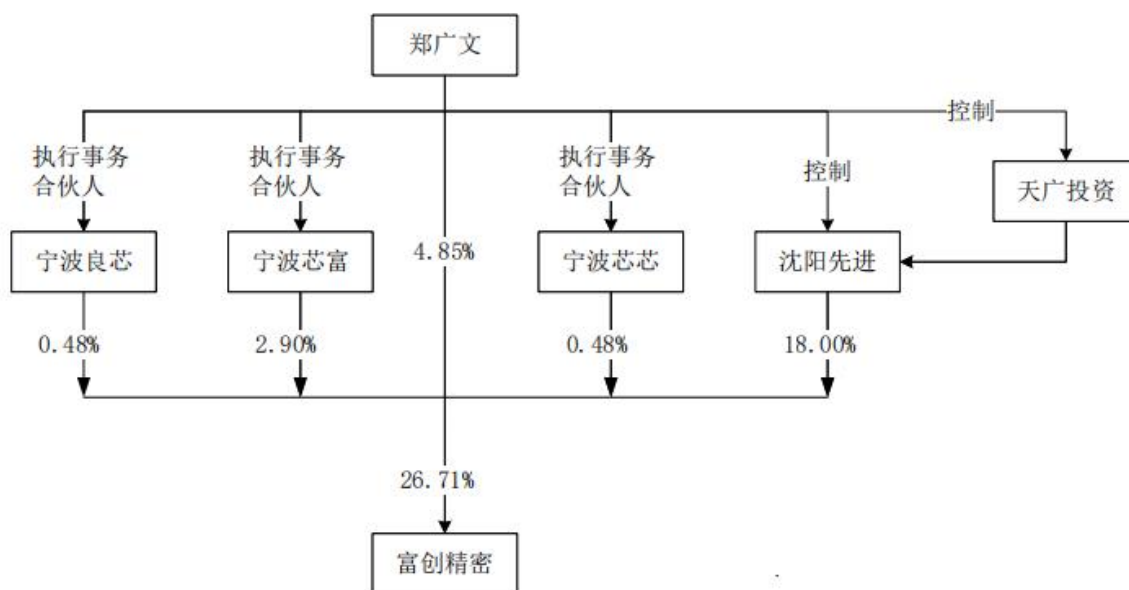 郑广文
控制
执行事务
合伙人
执行事务
合伙人
执行事务
合伙人
控制
天广投资
宁波良芯
宁波芯富
4.85%
宁波芯芯
沈阳先进
0.48%
2.90%
0.48%
18.00%
26.71%
富创精密